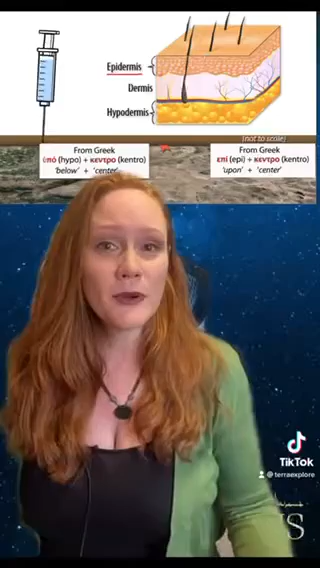 Epidermis
Dermis
Hypodermis
(not to scale)
From Greek
ὑπό (hypo) + κεντρο (kentro)
'below' + 'center'
From Greek
επί (epi) + κεντρο (kentro)
'upon' + 'center'
TikTok
@terraexplore
S